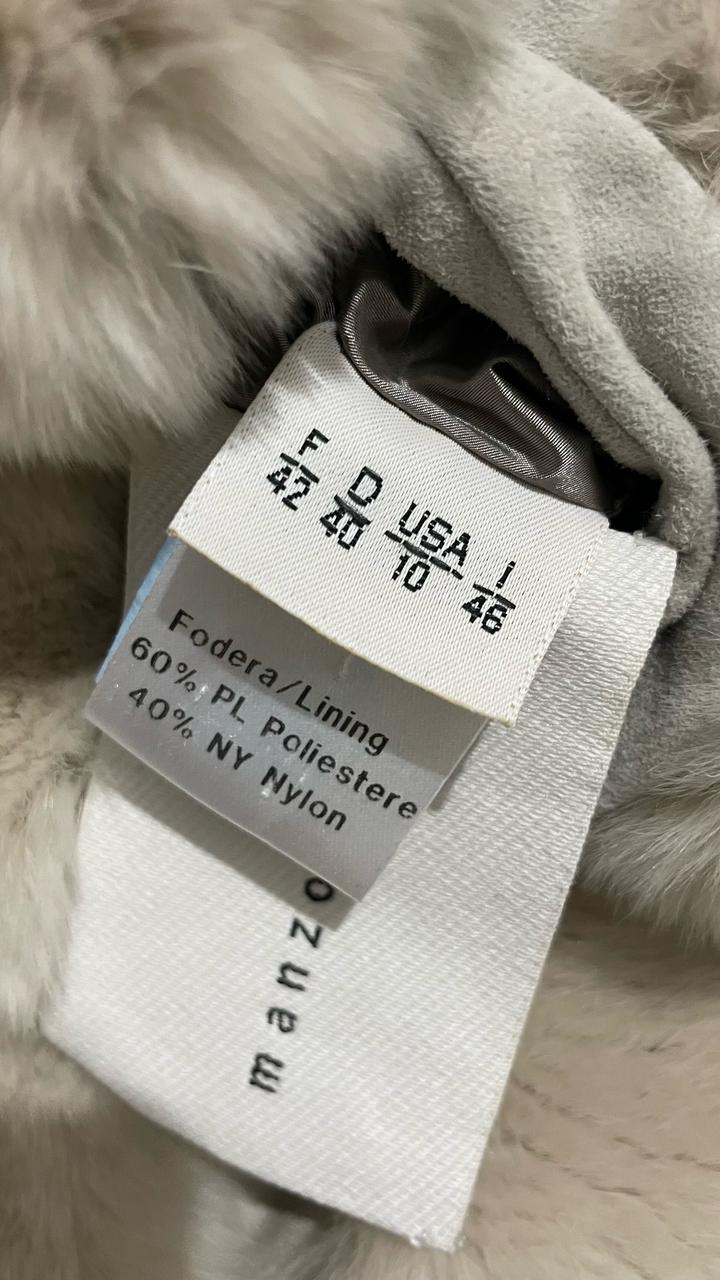 F D USA I
42 40 10 46
Fodera/Lining
60% PL Poliestere
40% NY Nylon
manzo